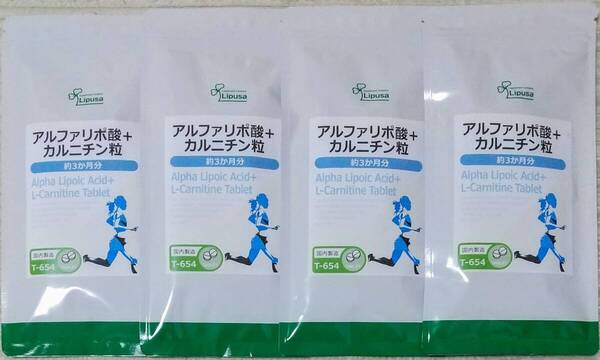 Lipusa
アルファリポ酸+
カルニチン粒
約3か月分
Alpha Lipoic Acid+
L-Carnitine Tablet
国内製造
T-654
Lipusa
アルファリポ酸+
カルニチン粒
約3か月分
Alpha Lipoic Acid+
L-Carnitine Tablet
国内製造
T-654
Lipusa
アルファリポ酸+
カルニチン粒
約3か月分
Alpha Lipoic Acid+
L-Carnitine Tablet
国内製造
T-654
Lipusa
アルファリポ酸+
カルニチン粒
約3か月分
Alpha Lipoic Acid+
L-Carnitine Tablet
国内製造
T-654